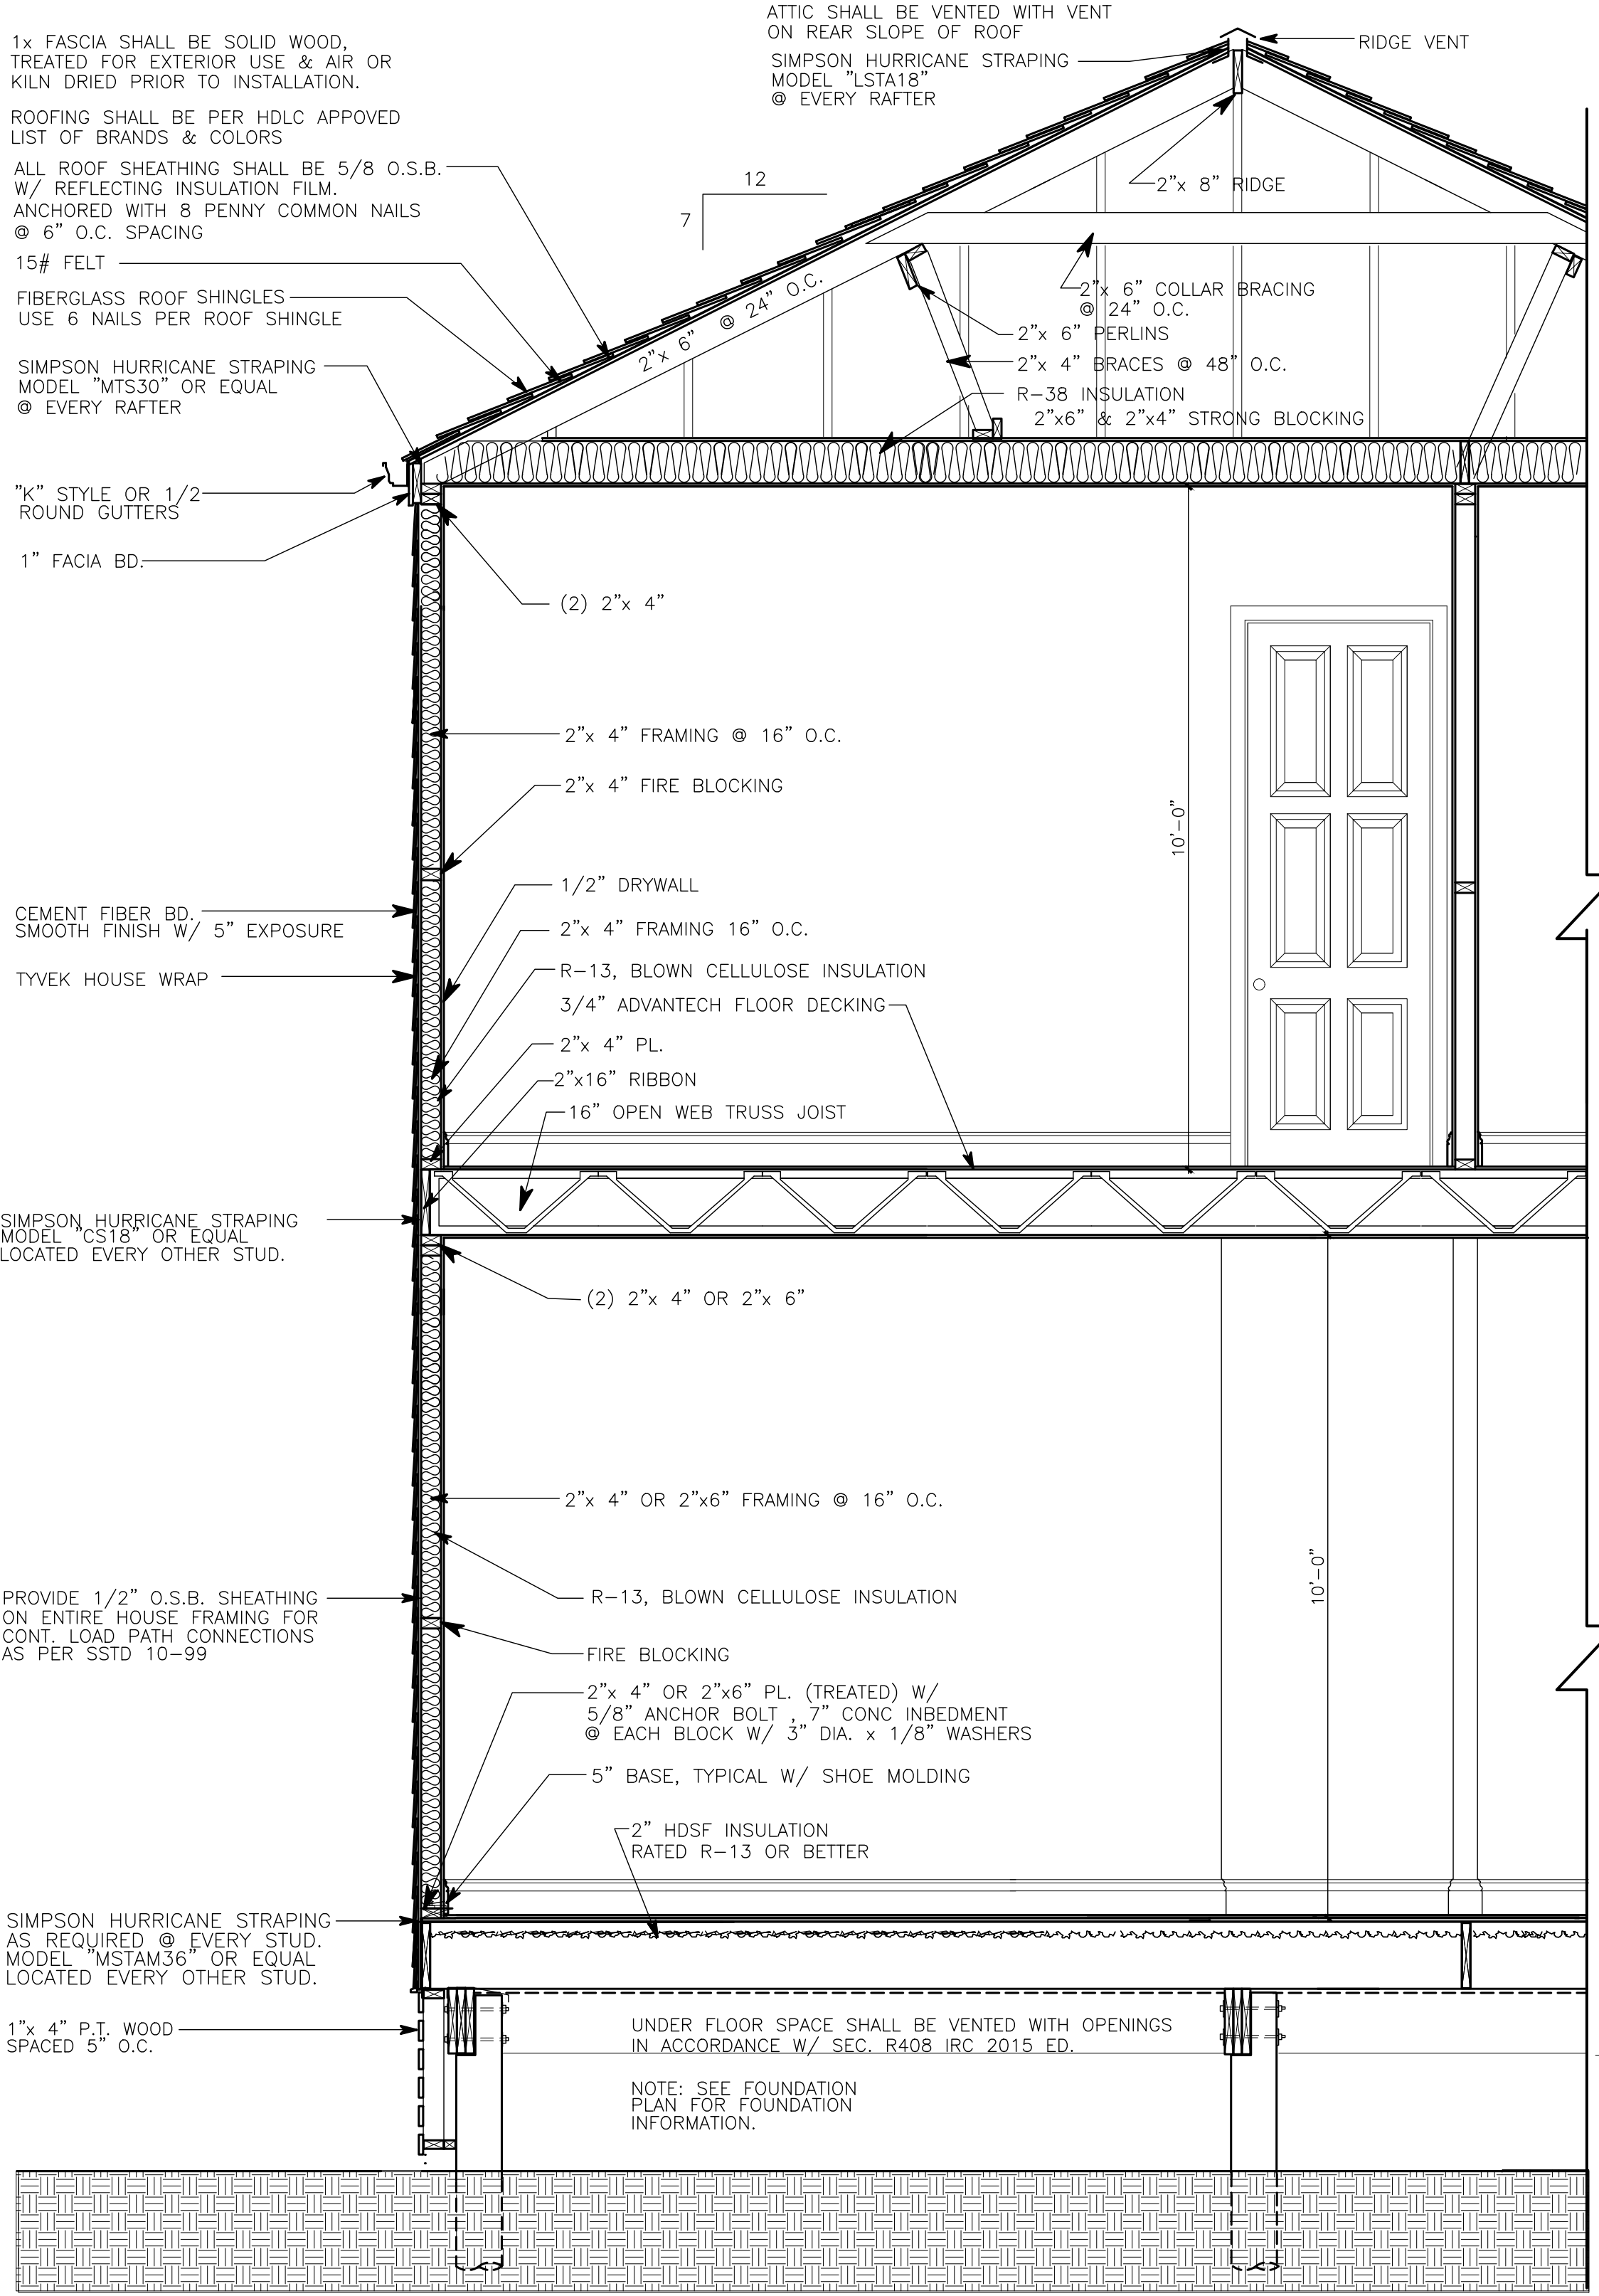 ATTIC SHALL BE VENTED WITH VENT
ON REAR SLOPE OF ROOF
1x FASCIA SHALL BE SOLID WOOD,
TREATED FOR EXTERIOR USE & AIR OR
KILN DRIED PRIOR TO INSTALLATION.
RIDGE VENT
SIMPSON HURRICANE STRAPING
MODEL "LSTA18"
@ EVERY RAFTER
ROOFING SHALL BE PER HDLC APPOVED
LIST OF BRANDS & COLORS
ALL ROOF SHEATHING SHALL BE 5/8 O.S.B.
W/ REFLECTING INSULATION FILM.
ANCHORED WITH 8 PENNY COMMON NAILS
@ 6" O.C. SPACING
12
7
2"x 8" RIDGE
15# FELT
FIBERGLASS ROOF SHINGLES
USE 6 NAILS PER ROOF SHINGLE
2"x 6" @ 24" O.C.
2"x 6" COLLAR BRACING
@ 24" O.C.
2"x 6" PERLINS
2"x 4" BRACES @ 48" O.C.
R-38 INSULATION
2"x6" & 2"x4" STRONG BLOCKING
SIMPSON HURRICANE STRAPING
MODEL "MTS30" OR EQUAL
@ EVERY RAFTER
"K" STYLE OR 1/2
ROUND GUTTERS
1" FACIA BD.
(2) 2"x 4"
2"x 4" FRAMING @ 16" O.C.
2"x 4" FIRE BLOCKING
10'-0"
1/2" DRYWALL
CEMENT FIBER BD.
SMOOTH FINISH W/ 5" EXPOSURE
2"x 4" FRAMING 16" O.C.
TYVEK HOUSE WRAP
R-13, BLOWN CELLULOSE INSULATION
3/4" ADVANTECH FLOOR DECKING
2"x 4" PL.
2"x16" RIBBON
16" OPEN WEB TRUSS JOIST
SIMPSON HURRICANE STRAPING
MODEL "CS18" OR EQUAL
LOCATED EVERY OTHER STUD.
(2) 2"x 4" OR 2"x 6"
2"x 4" OR 2"x6" FRAMING @ 16" O.C.
10'-0"
PROVIDE 1/2" O.S.B. SHEATHING
ON ENTIRE HOUSE FRAMING FOR
CONT. LOAD PATH CONNECTIONS
AS PER SSTD 10-99
R-13, BLOWN CELLULOSE INSULATION
FIRE BLOCKING
2"x 4" OR 2"x6" PL. (TREATED) W/
5/8" ANCHOR BOLT , 7" CONC INBEDMENT
@ EACH BLOCK W/ 3" DIA. x 1/8" WASHERS
5" BASE, TYPICAL W/ SHOE MOLDING
2" HDSF INSULATION
RATED R-13 OR BETTER
SIMPSON HURRICANE STRAPING
AS REQUIRED @ EVERY STUD.
MODEL "MSTAM36" OR EQUAL
LOCATED EVERY OTHER STUD.
1"x 4" P.T. WOOD
SPACED 5" O.C.
UNDER FLOOR SPACE SHALL BE VENTED WITH OPENINGS
IN ACCORDANCE W/ SEC. R408 IRC 2015 ED.
NOTE: SEE FOUNDATION
PLAN FOR FOUNDATION
INFORMATION.